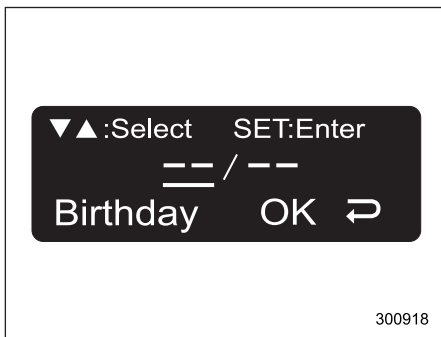 ▼▲:Select SET:Enter
--/--
Birthday OK ⮌
300918